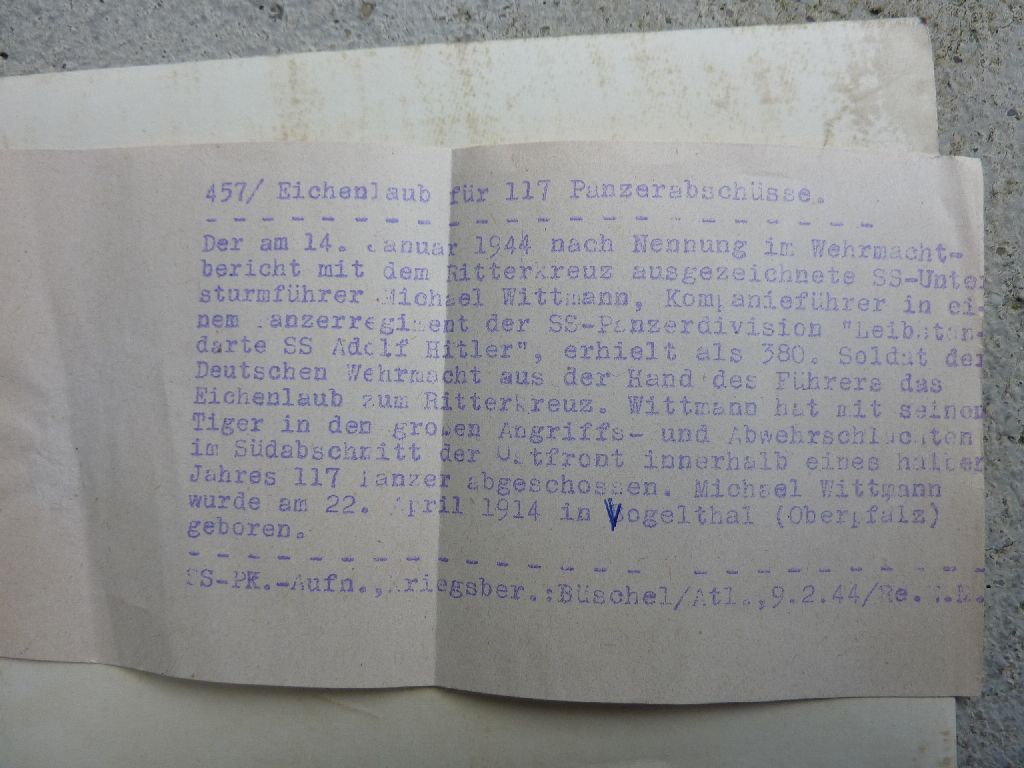 457/ Eichenlaub für 117 Panzerabschüsse.
- - - - - - - - - - - - - - - - - - - - - -
Der am 14. Januar 1944 nach Nennung im Wehrmacht-
bericht mit dem Ritterkreuz ausgezeichnete SS-Unter
sturmführer Michael Wittmann, Kompanieführer in ei-
nem Panzerregiment der SS-Panzerdivision "Leibstan-
darte SS Adolf Hitler", erhielt als 380. Soldat der
Deutschen Wehrmacht aus der Hand des Führers das
Eichenlaub zum Ritterkreuz. Wittmann hat mit seinem
Tiger in den großen Angriffs- und Abwehrschlachten
im Südabschnitt der Ostfront innerhalb eines halben
Jahres 117 Panzer abgeschossen. Michael Wittmann
wurde am 22. April 1914 in Vogelthal (Oberpfalz)
geboren.
- - - - - - - - - - - - - - - - - - - - - - - -
SS-PK.-Aufn.,Kriegsber.:Büschel/Atl.,9.2.44/Re.